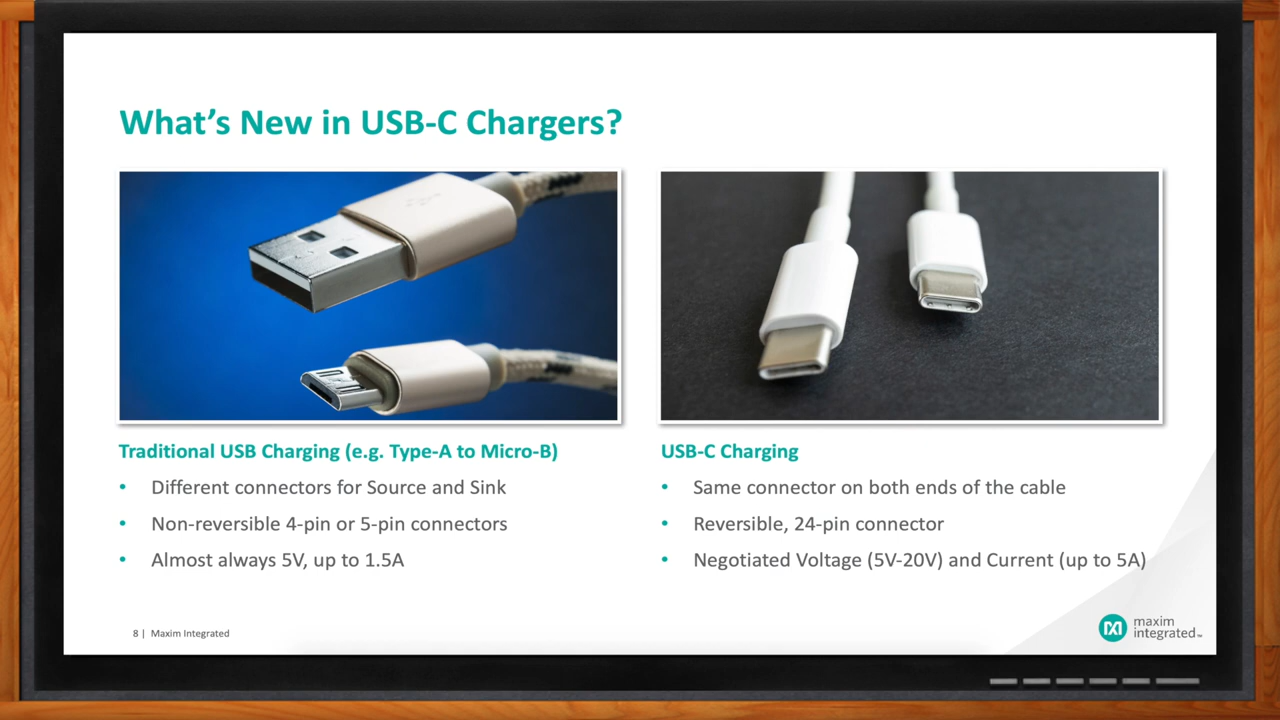 What's New in USB-C Chargers?
Traditional USB Charging (e.g. Type-A to Micro-B)
• Different connectors for Source and Sink
• Non-reversible 4-pin or 5-pin connectors
• Almost always 5V, up to 1.5A
USB-C Charging
• Same connector on both ends of the cable
• Reversible, 24-pin connector
• Negotiated Voltage (5V-20V) and Current (up to 5A)
8 | Maxim Integrated
maxim
integrated™